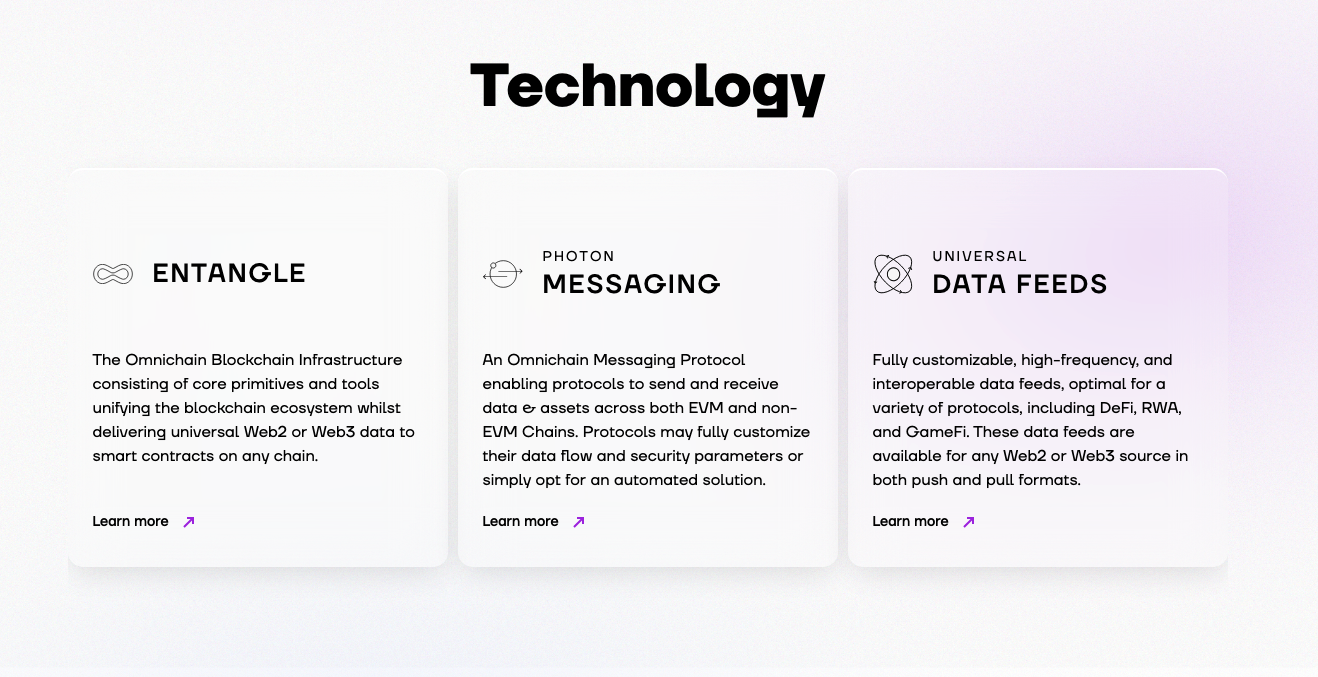 Technology
ENTANGLE
The Omnichain Blockchain Infrastructure
consisting of core primitives and tools
unifying the blockchain ecosystem whilst
delivering universal Web2 or Web3 data to
smart contracts on any chain.
Learn more
PHOTON
MESSAGING
An Omnichain Messaging Protocol
enabling protocols to send and receive
data & assets across both EVM and non-
EVM Chains. Protocols may fully customize
their data flow and security parameters or
simply opt for an automated solution.
Learn more
UNIVERSAL
DATA FEEDS
Fully customizable, high-frequency, and
interoperable data feeds, optimal for a
variety of protocols, including DeFi, RWA,
and GameFi. These data feeds are
available for any Web2 or Web3 source in
both push and pull formats.
Learn more